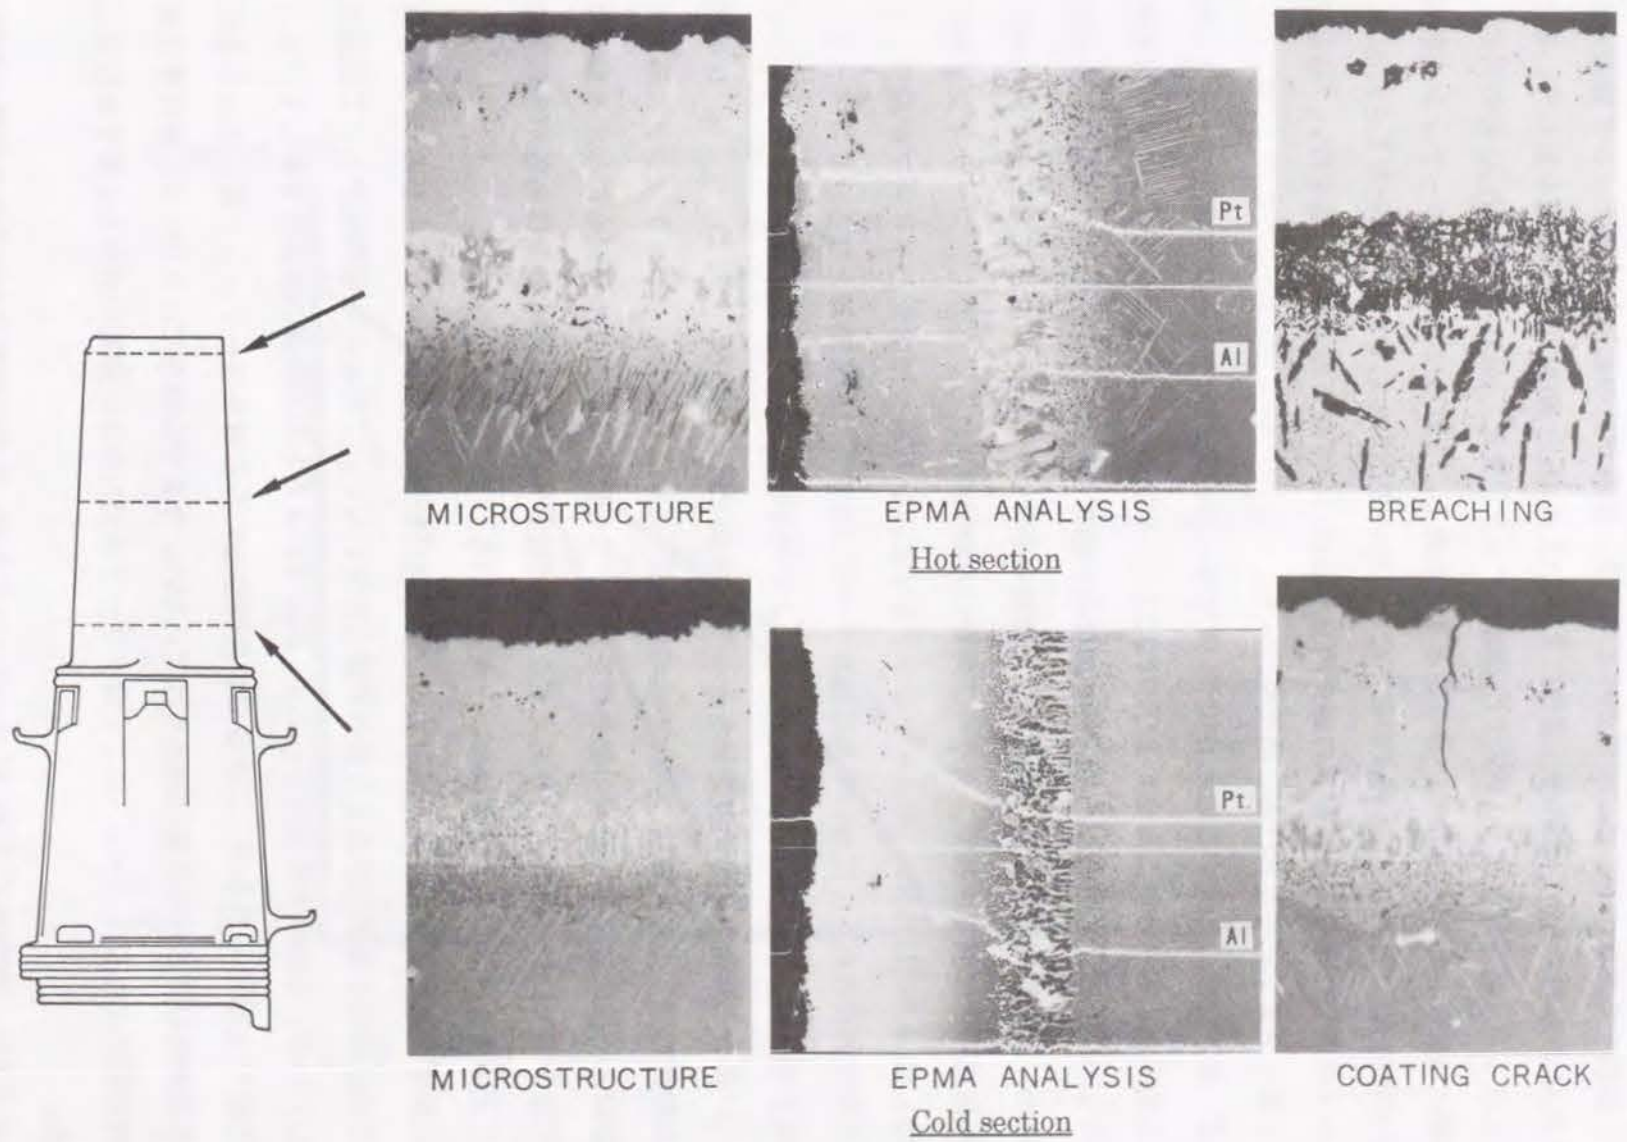 Pt
Al
MICROSTRUCTURE
EPMA ANALYSIS
BREACHING
Hot section
Pt
Al
MICROSTRUCTURE
EPMA ANALYSIS
COATING CRACK
Cold section